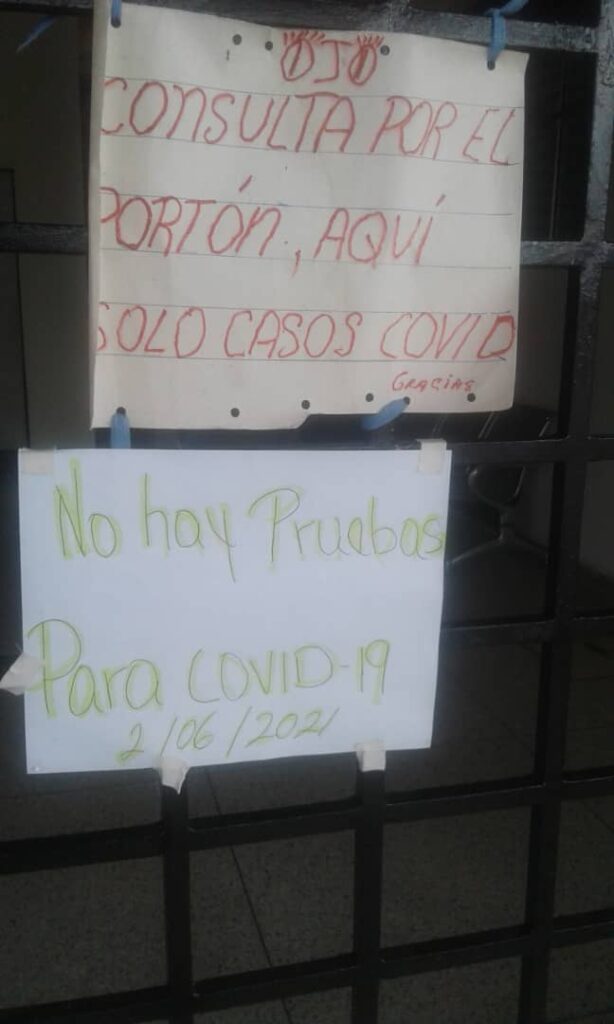 OJO
CONSULTA POR EL
PORTÓN, AQUÍ
SOLO CASOS COVID
GRACIAS
No hay Pruebas
Para COVID-19
2/06/2021